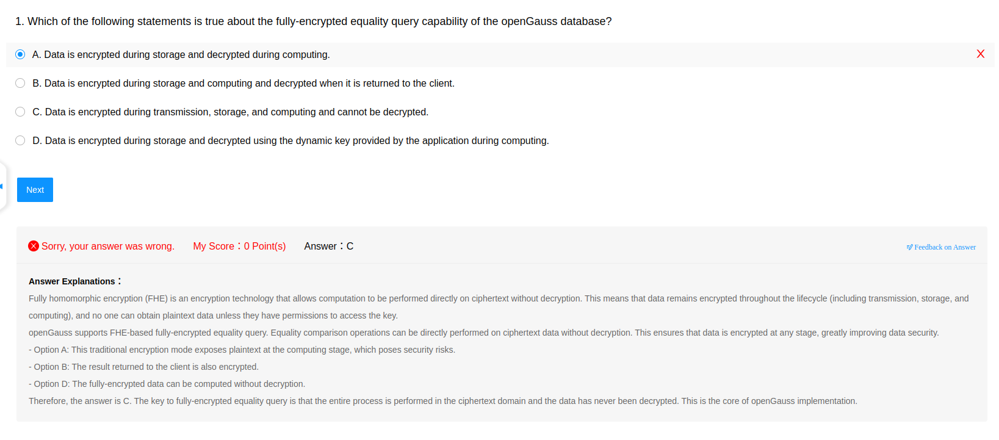 1. Which of the following statements is true about the fully-encrypted equality query capability of the openGauss database?
A. Data is encrypted during storage and decrypted during computing.
B. Data is encrypted during storage and computing and decrypted when it is returned to the client.
C. Data is encrypted during transmission, storage, and computing and cannot be decrypted.
D. Data is encrypted during storage and decrypted using the dynamic key provided by the application during computing.
Next
Sorry, your answer was wrong. My Score：0 Point(s) Answer：C Feedback on Answer
Answer Explanations：
Fully homomorphic encryption (FHE) is an encryption technology that allows computation to be performed directly on ciphertext without decryption. This means that data remains encrypted throughout the lifecycle (including transmission, storage, and
computing), and no one can obtain plaintext data unless they have permissions to access the key.
openGauss supports FHE-based fully-encrypted equality query. Equality comparison operations can be directly performed on ciphertext data without decryption. This ensures that data is encrypted at any stage, greatly improving data security.
- Option A: This traditional encryption mode exposes plaintext at the computing stage, which poses security risks.
- Option B: The result returned to the client is also encrypted.
- Option D: The fully-encrypted data can be computed without decryption.
Therefore, the answer is C. The key to fully-encrypted equality query is that the entire process is performed in the ciphertext domain and the data has never been decrypted. This is the core of openGauss implementation.